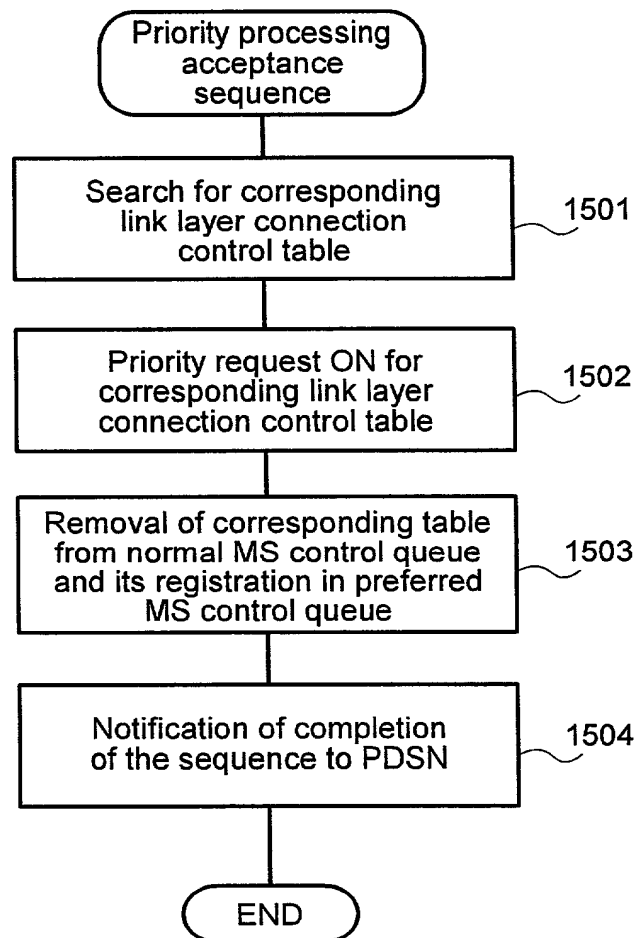 Priority processing
acceptance
sequence
Search for corresponding
link layer connection
control table
1501
Priority request ON for
corresponding link layer
connection control table
1502
Removal of corresponding table
from normal MS control queue
and its registration in preferred
MS control queue
1503
Notification of completion
of the sequence to PDSN
1504
END